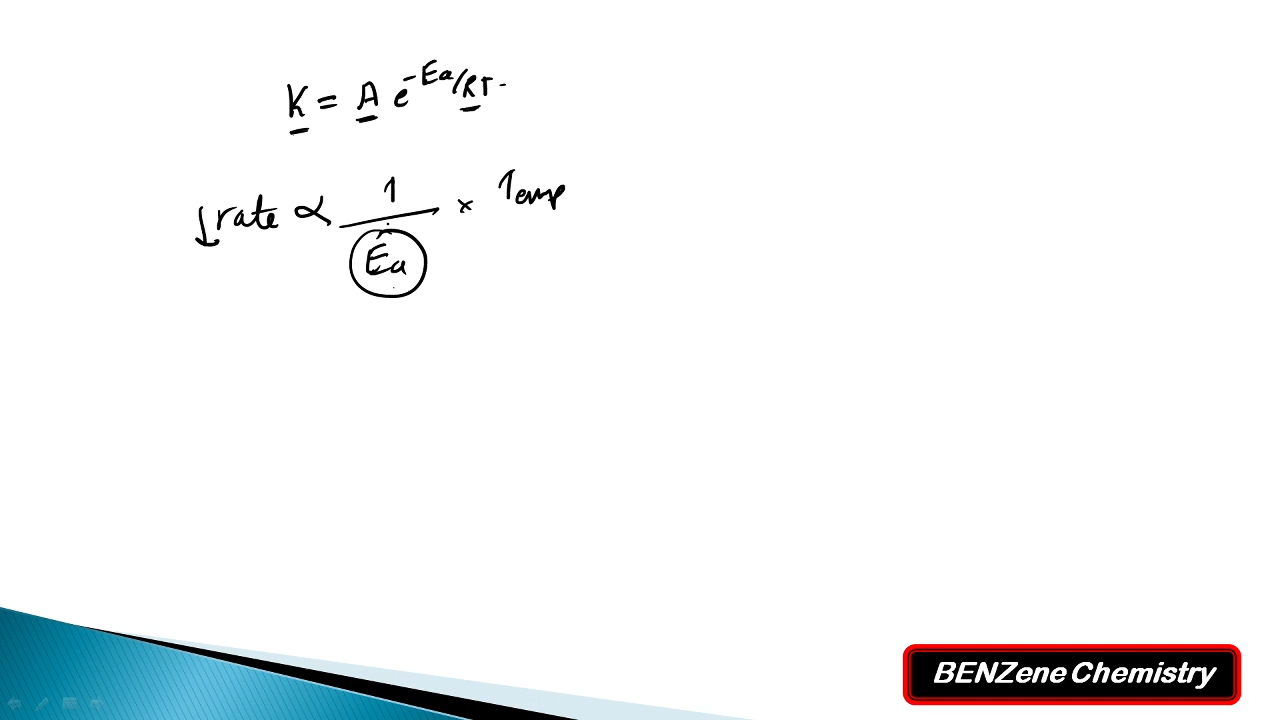 K = A e^-Ea/RT
↓rate ∝ 1/Ea × Temp
BENZene Chemistry